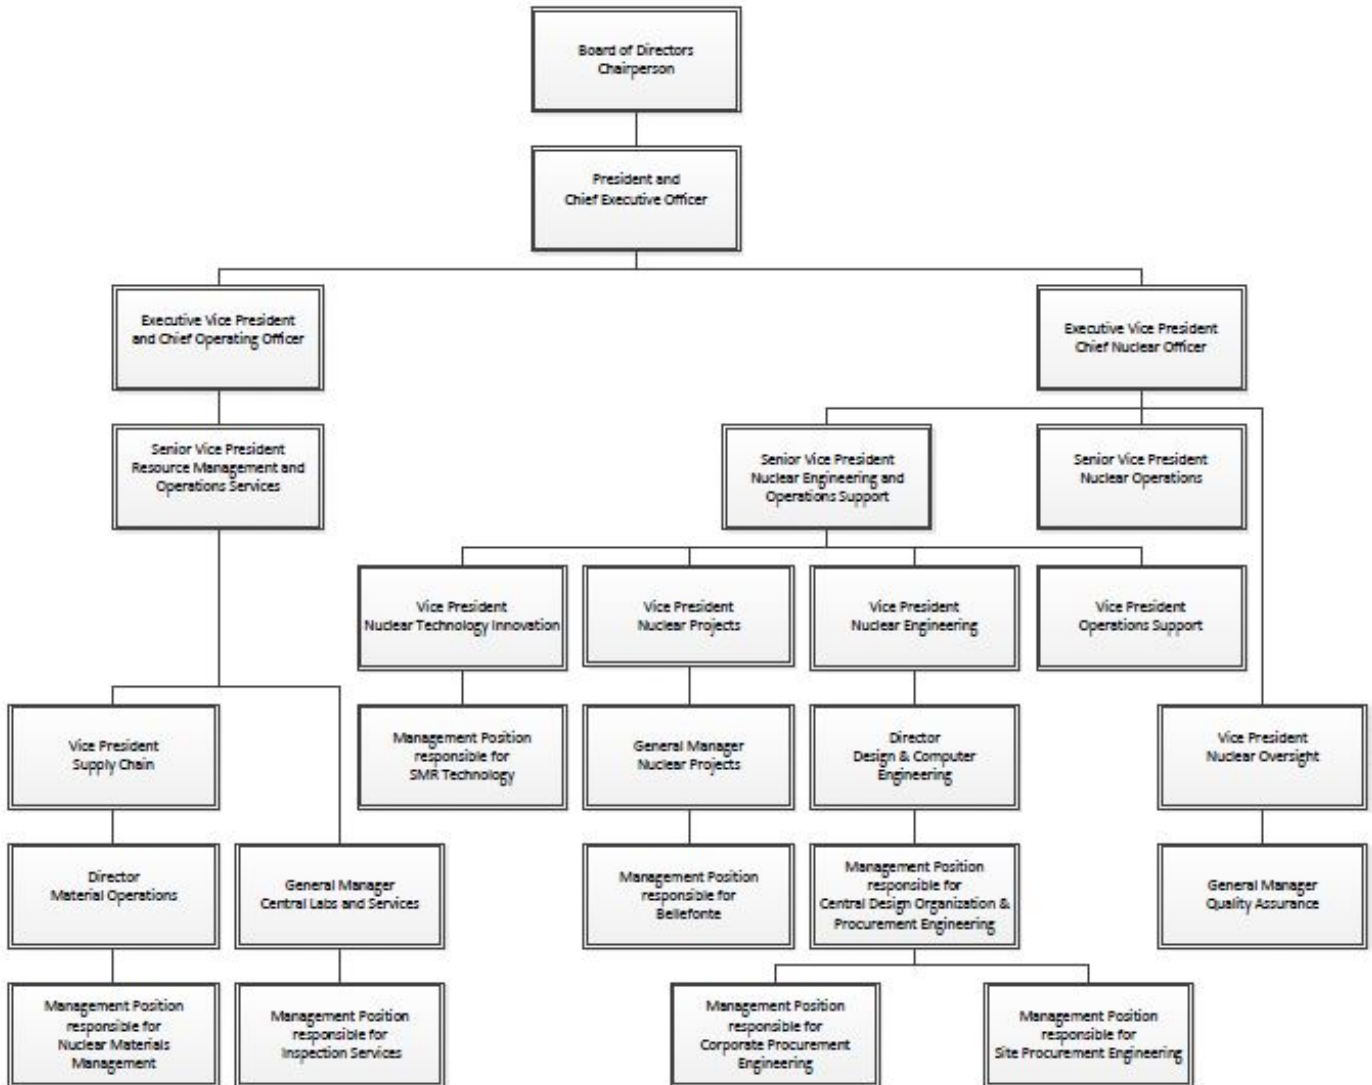 Board of Directors
Chairperson
President and
Chief Executive Officer
Executive Vice President
and Chief Operating Officer
Executive Vice President
Chief Nuclear Officer
Senior Vice President
Resource Management and
Operations Services
Senior Vice President
Nuclear Engineering and
Operations Support
Senior Vice President
Nuclear Operations
Vice President
Nuclear Technology Innovation
Vice President
Nuclear Projects
Vice President
Nuclear Engineering
Vice President
Operations Support
Vice President
Supply Chain
Management Position
responsible for
SMR Technology
General Manager
Nuclear Projects
Director
Design & Computer
Engineering
Vice President
Nuclear Oversight
Director
Material Operations
General Manager
Central Labs and Services
Management Position
responsible for
Bellefonte
Management Position
responsible for
Central Design Organization &
Procurement Engineering
General Manager
Quality Assurance
Management Position
responsible for
Nuclear Materials
Management
Management Position
responsible for
Inspection Services
Management Position
responsible for
Corporate Procurement
Engineering
Management Position
responsible for
Site Procurement Engineering